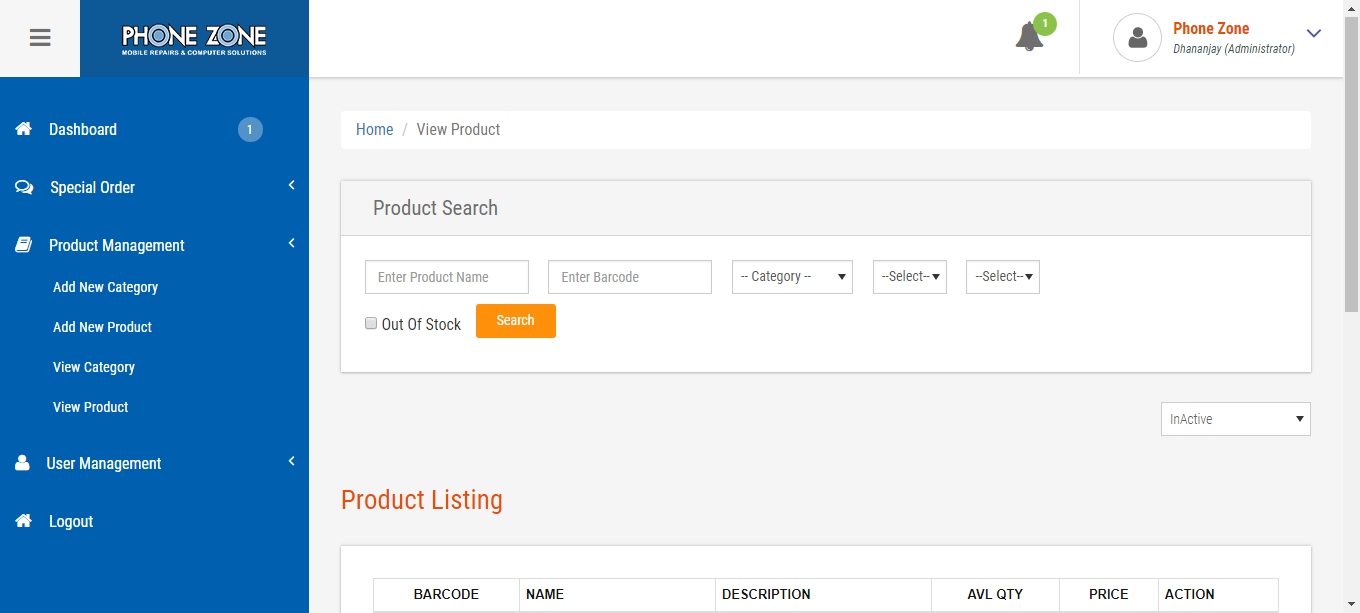 PHONE ZONE
MOBILE REPAIRS & COMPUTER SOLUTIONS
1
Phone Zone
Dhananjay (Administrator)
Dashboard 1
Special Order
Product Management
Add New Category
Add New Product
View Category
View Product
User Management
Logout
Home / View Product
Product Search
Enter Product Name Enter Barcode -- Category -- --Select-- --Select--
Out Of Stock Search
InActive
Product Listing
BARCODE NAME DESCRIPTION AVL QTY PRICE ACTION